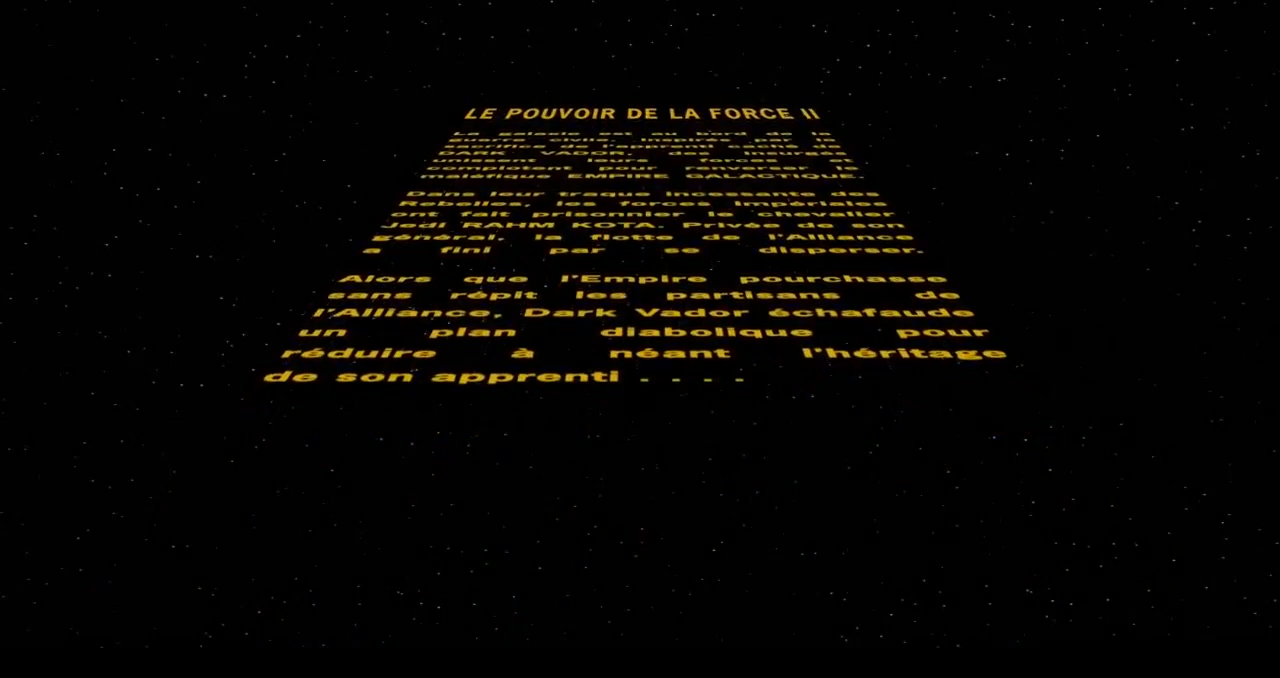 LE POUVOIR DE LA FORCE II
La galaxie est au bord de la
guerre civile. Inspirés par le
sacrifice de l'apprenti caché de
DARK VADOR, des insurgés
unissent leurs forces et
complotent pour renverser le
maléfique EMPIRE GALACTIQUE.
Dans leur traque incessante des
Rebelles, les forces Impériales
ont fait prisonnier le chevalier
Jedi RAHM KOTA. Privée de son
général, la flotte de l'Alliance
a fini par se disperser.
Alors que l'Empire pourchasse
sans répit les partisans de
l'Alliance, Dark Vador échafaude
un plan diabolique pour
réduire à néant l'héritage
de son apprenti . . . .